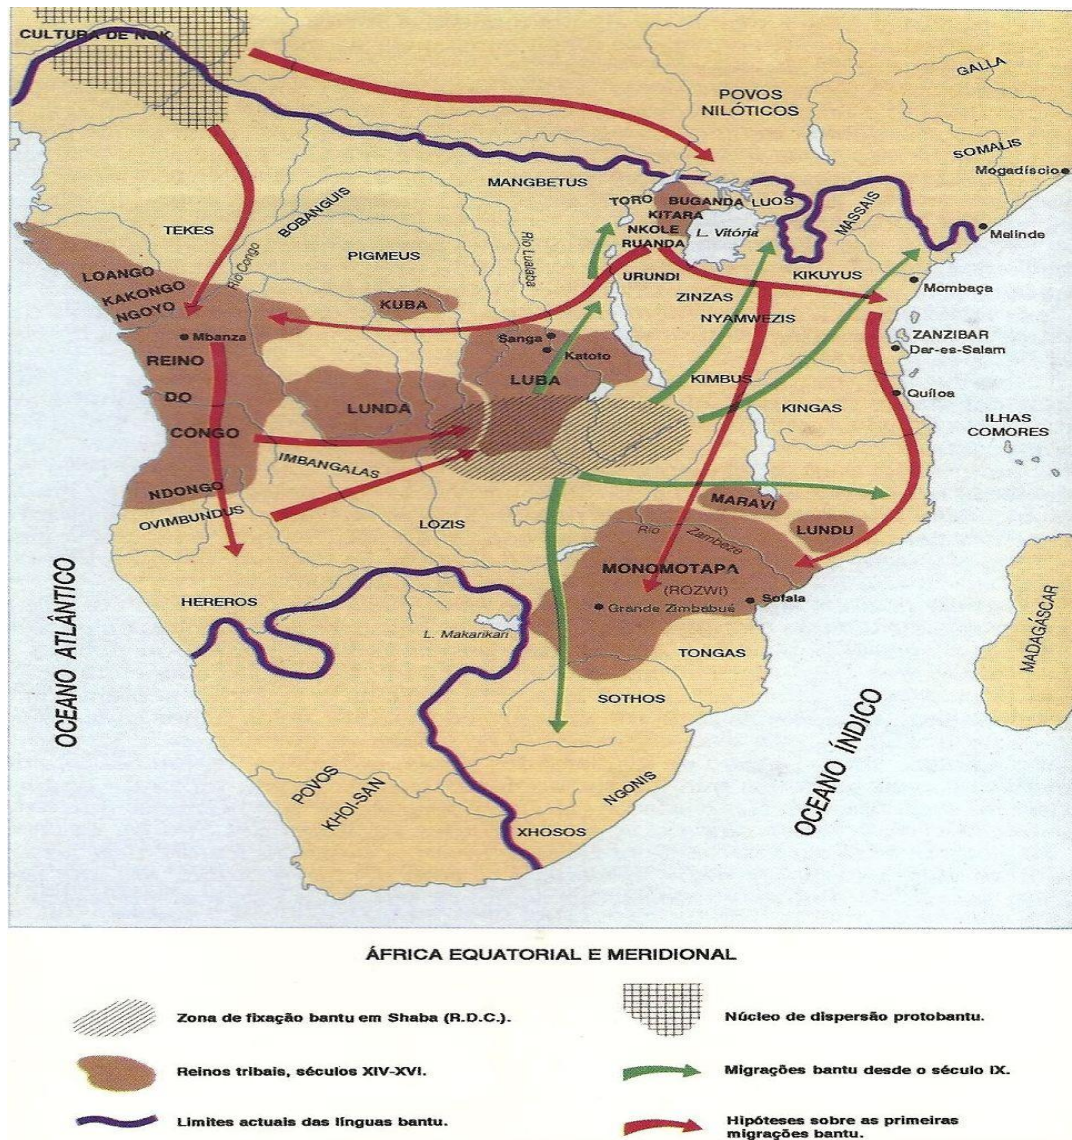 CULTURA DE NOK
GALLA
POVOS
NILÓTICOS
SOMALIS
Mogadíscio
MANGBETUS
BOBANGUIS
TEKES
TORO
BUGANDA
LUOS
KITARA
NKOLE
RUANDA
L. Vitória
MASSAIS
Melinde
PIGMEUS
Rio Lualaba
Rio Congo
LOANGO
KAKONGO
NGOYO
URUNDI
KIKUYUS
Mombaça
KUBA
ZINZAS
NYAMWEZIS
ZANZIBAR
Dar-es-Salam
Mbanza
Sanga
Katoto
REINO
DO
CONGO
LUNDA
LUBA
KIMBUS
Quíloa
KINGAS
ILHAS
COMORES
IMBANGALAS
NDONGO
OVIMBUNDUS
LOZIS
MARAVI
LUNDU
Rio Zambeze
MONOMOTAPA
(ROZWI)
Grande Zimbabué
Sofala
HEREROS
L. Makarikari
TONGAS
MADAGÁSCAR
OCEANO ATLÂNTICO
SOTHOS
OCEANO ÍNDICO
POVOS
KHOI-SAN
NGONIS
XHOSOS
ÁFRICA EQUATORIAL E MERIDIONAL
Zona de fixação bantu em Shaba (R.D.C.).
Núcleo de dispersão protobantu.
Reinos tribais, séculos XIV-XVI.
Migrações bantu desde o século IX.
Limites actuais das línguas bantu.
Hipóteses sobre as primeiras
migrações bantu.